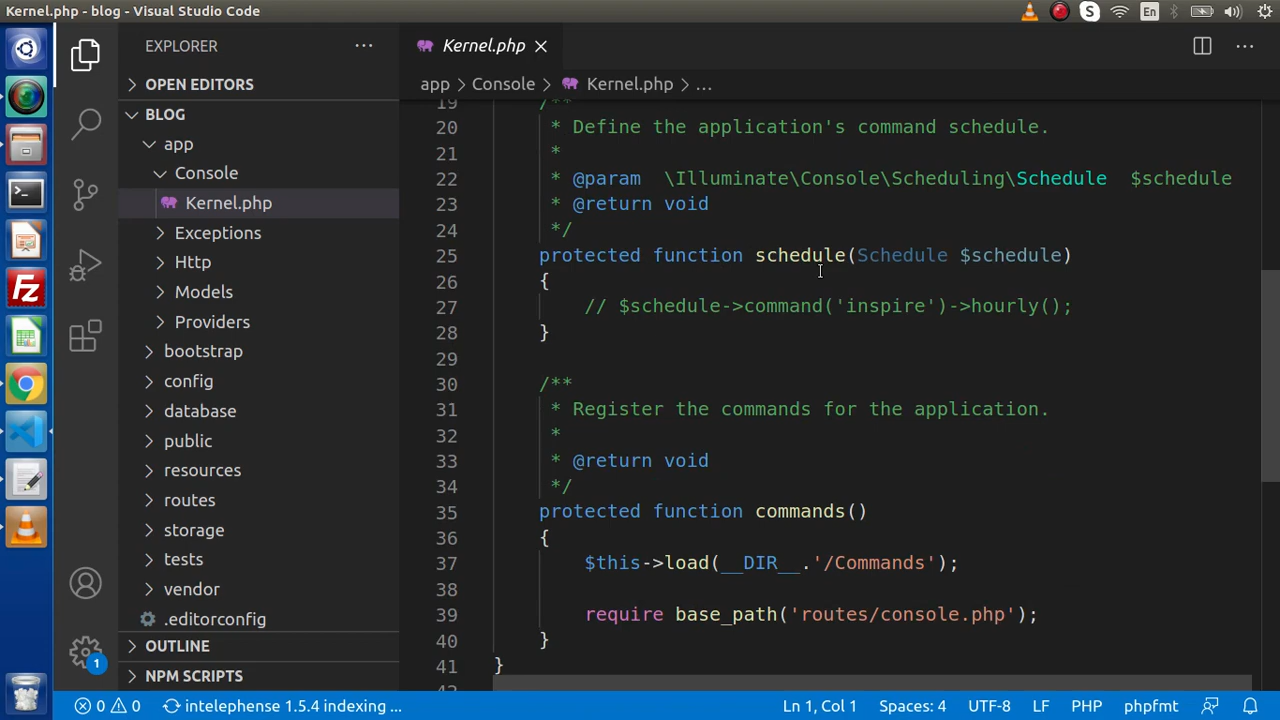 Kernel.php - blog - Visual Studio Code
S
En
EXPLORER
OPEN EDITORS
BLOG
app
Console
Kernel.php
Exceptions
Http
Models
Providers
bootstrap
config
database
public
resources
routes
storage
tests
vendor
.editorconfig
OUTLINE
NPM SCRIPTS
Fz
1
Kernel.php
app > Console > Kernel.php > ...
19 /**
20 * Define the application's command schedule.
21 *
22 * @param \Illuminate\Console\Scheduling\Schedule $schedule
23 * @return void
24 */
25 protected function schedule(Schedule $schedule)
26 {
27 // $schedule->command('inspire')->hourly();
28 }
29
30 /**
31 * Register the commands for the application.
32 *
33 * @return void
34 */
35 protected function commands()
36 {
37 $this->load(__DIR__.'/Commands');
38
39 require base_path('routes/console.php');
40 }
41 }
42
0 0 intelephense 1.5.4 indexing ... Ln 1, Col 1 Spaces: 4 UTF-8 LF PHP phpfmt